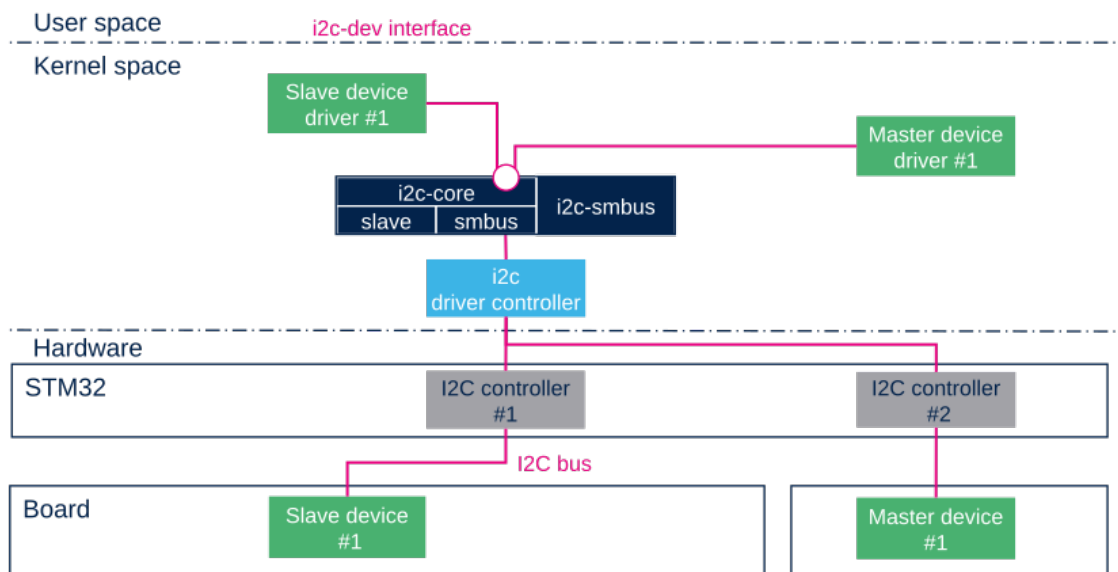 User space
i2c-dev interface
Kernel space
Slave device
driver #1
Master device
driver #1
i2c-core
i2c-smbus
slave
smbus
i2c
driver controller
Hardware
STM32
I2C controller
#1
I2C controller
#2
I2C bus
Board
Slave device
#1
Master device
#1